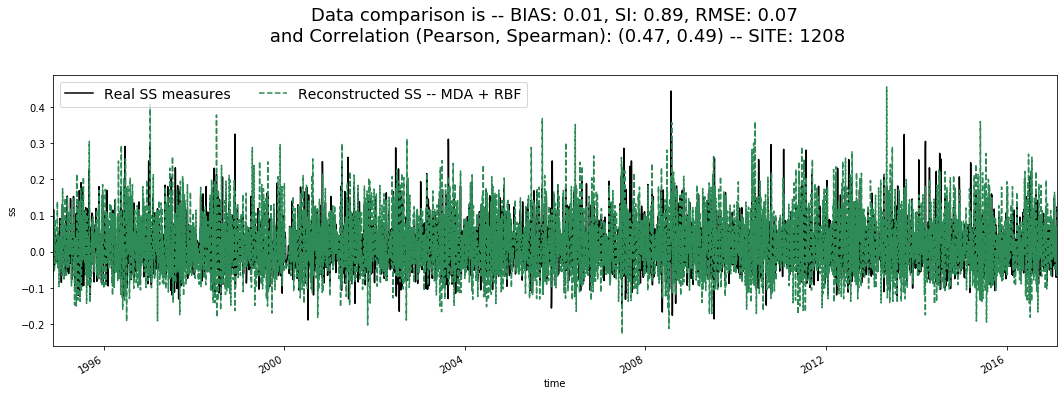 Data comparison is -- BIAS: 0.01, SI: 0.89, RMSE: 0.07
and Correlation (Pearson, Spearman): (0.47, 0.49) -- SITE: 1208
Real SS measures
Reconstructed SS -- MDA + RBF
0.4
0.3
0.2
0.1
0.0
−0.1
−0.2
ss
1996
2000
2004
2008
2012
2016
time